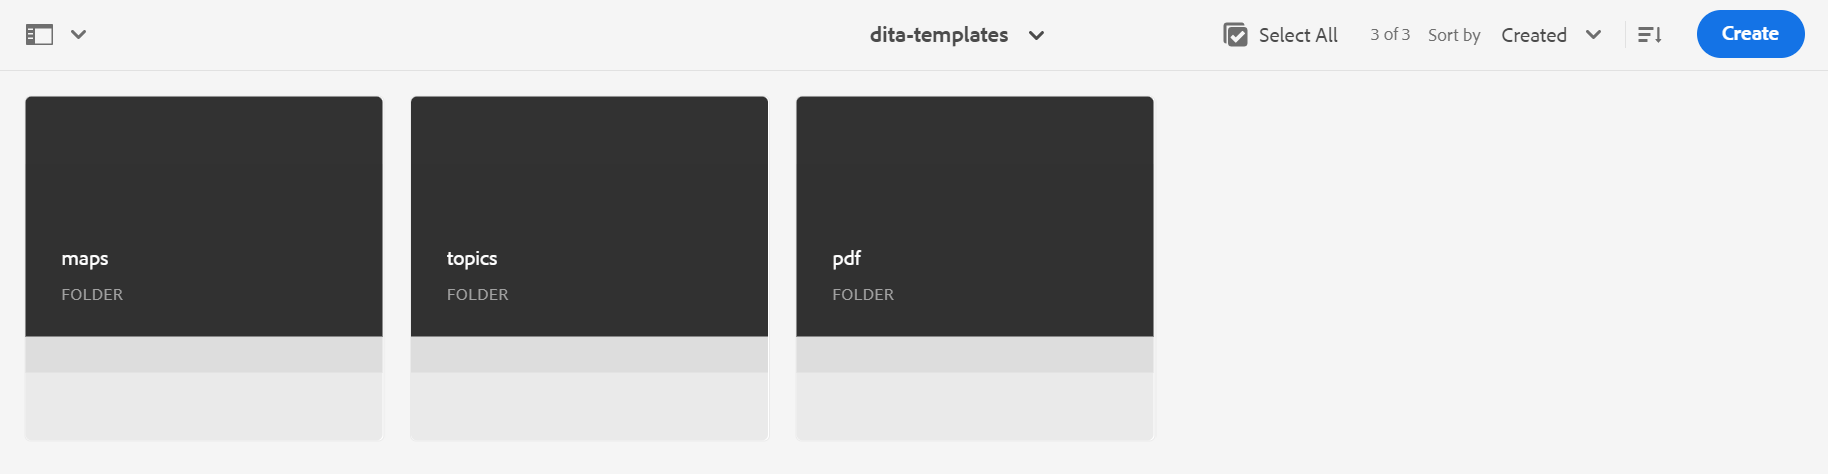 dita-templates
Select All 3 of 3 Sort by Created
Create
maps
FOLDER
topics
FOLDER
pdf
FOLDER